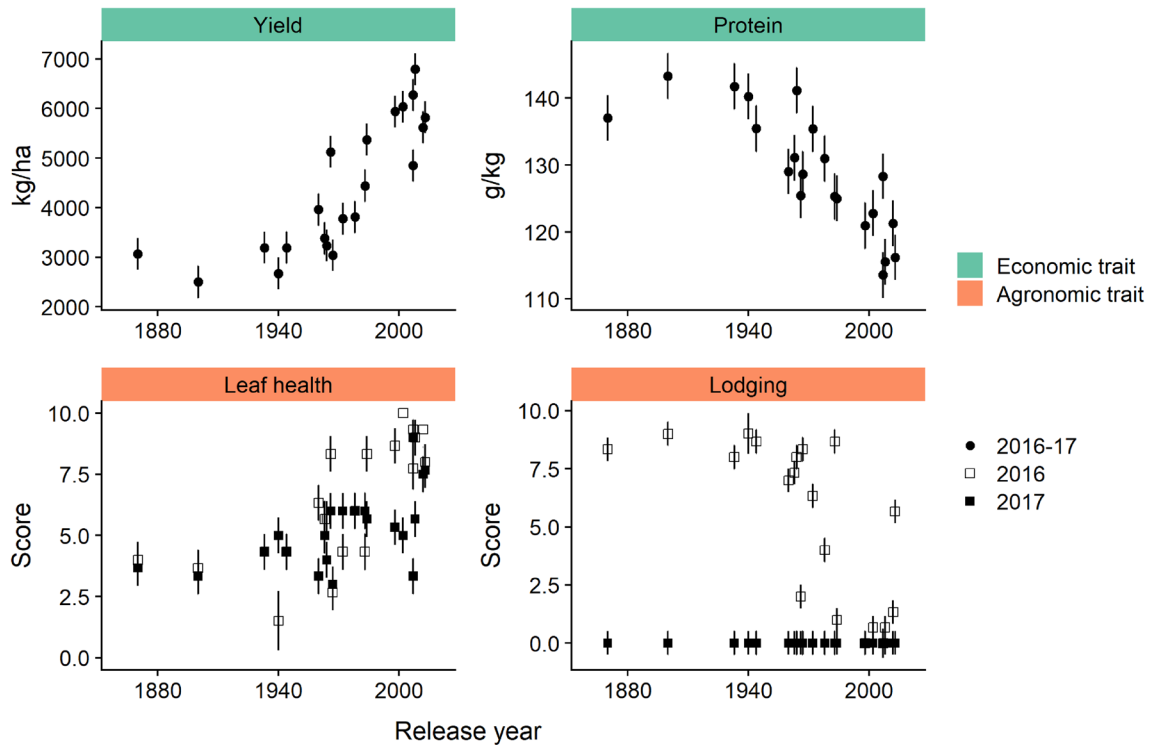 Yield
7000
6000
5000
4000
3000
2000
kg/ha
1880 1940 2000
Protein
140
130
120
110
g/kg
1880 1940 2000
Economic trait
Agronomic trait
Leaf health
10.0
7.5
5.0
2.5
0.0
Score
1880 1940 2000
Lodging
10.0
7.5
5.0
2.5
0.0
Score
1880 1940 2000
2016-17
2016
2017
Release year